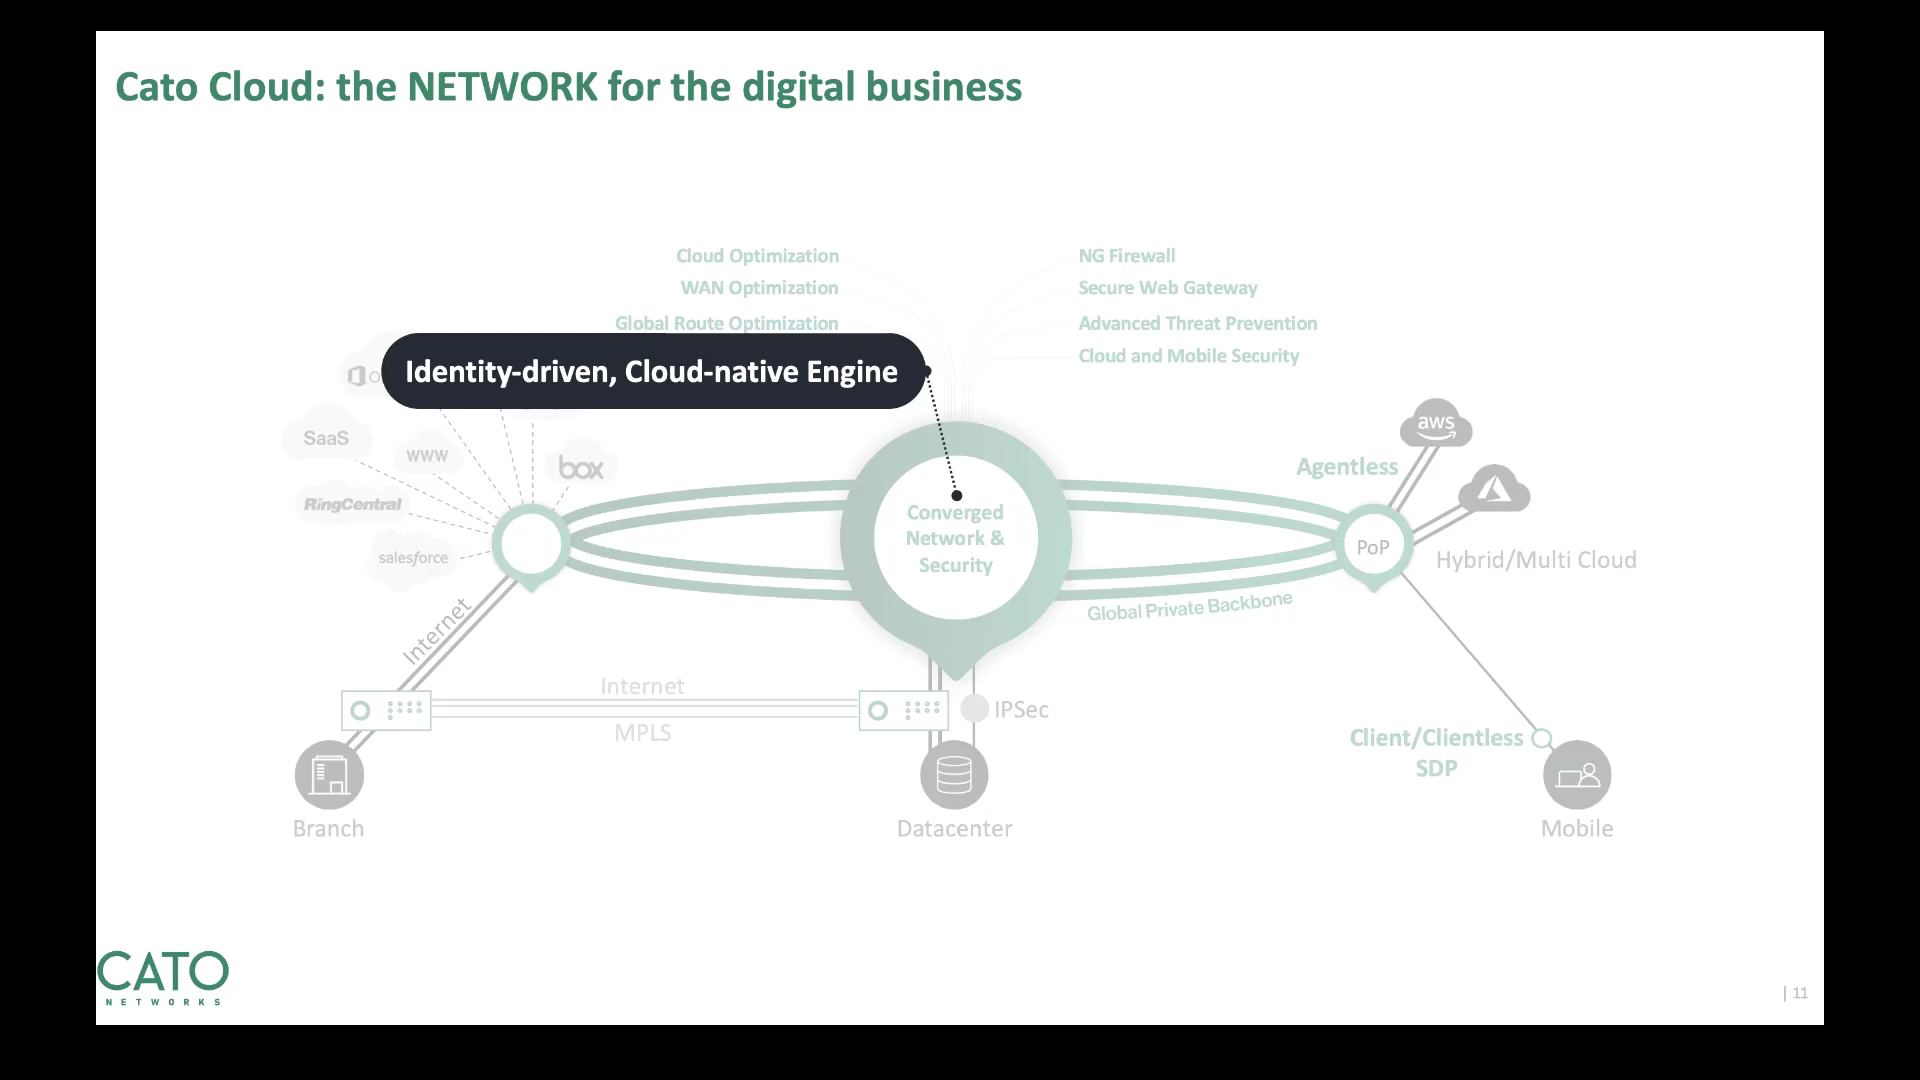 Cato Cloud: the NETWORK for the digital business
Cloud Optimization
WAN Optimization
Global Route Optimization
NG Firewall
Secure Web Gateway
Advanced Threat Prevention
Cloud and Mobile Security
Identity-driven, Cloud-native Engine
SaaS
www
box
RingCentral
salesforce
aws
Agentless
Converged
Network &
Security
PoP
Hybrid/Multi Cloud
Global Private Backbone
Internet
Internet
MPLS
IPSec
Client/Clientless
SDP
Branch
Datacenter
Mobile
CATO
NETWORKS
| 11